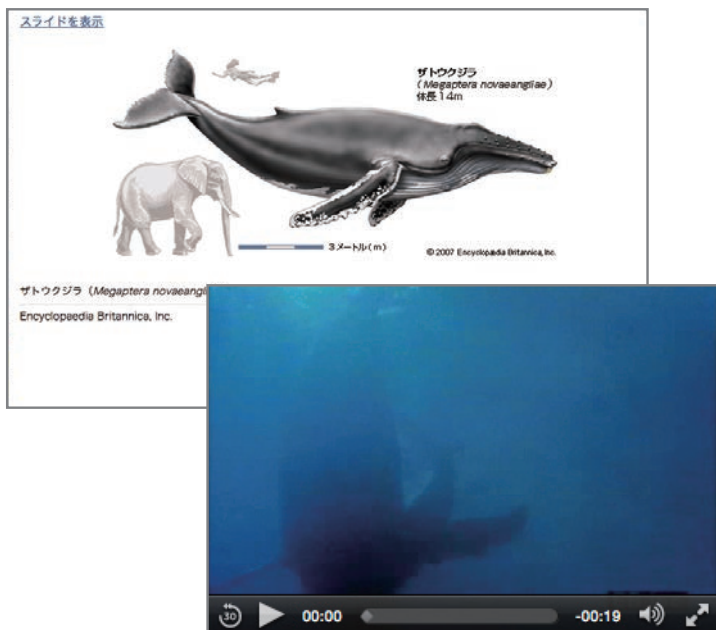 スライドを表示
ザトウクジラ
(Megaptera novaeangliae)
体長14m
3メートル(m)
© 2007 Encyclopædia Britannica, Inc.
ザトウクジラ (Megaptera novaeangli
Encyclopaedia Britannica, Inc.
30
00:00
-00:19